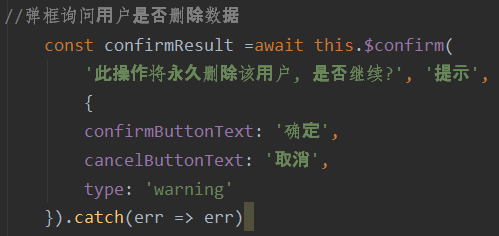 //弹框询问用户是否删除数据
const confirmResult =await this.$confirm(
'此操作将永久删除该用户, 是否继续?', '提示',
{
confirmButtonText: '确定',
cancelButtonText: '取消',
type: 'warning'
}).catch(err => err)